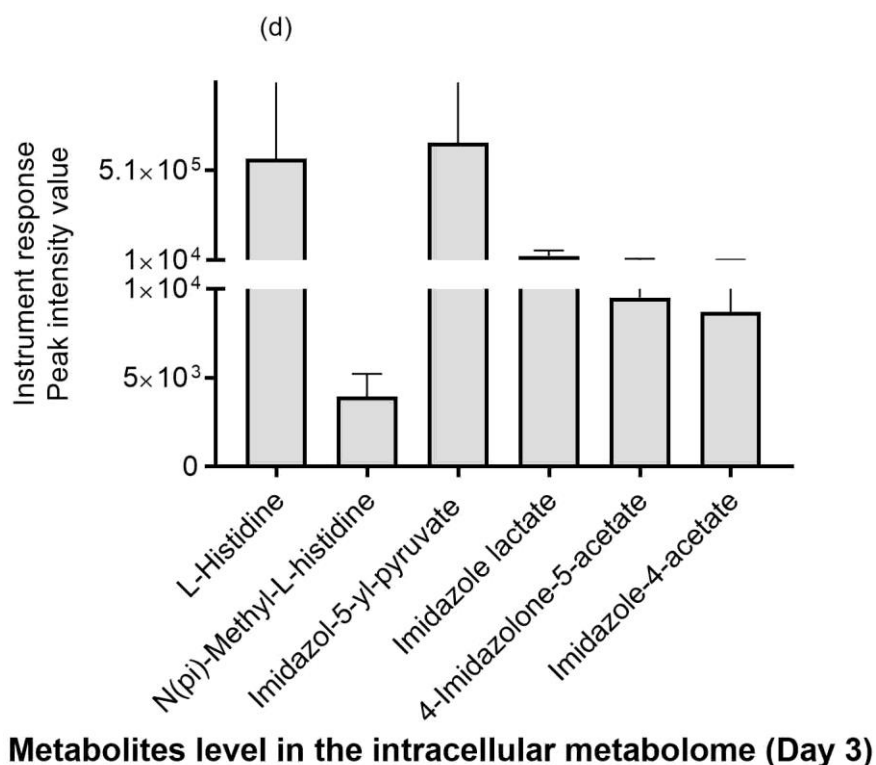 (d)
Instrument response
Peak intensity value
5.1×10⁵
1×10⁴
1×10⁴
5×10³
0
L-Histidine
N(pi)-Methyl-L-histidine
Imidazol-5-yl-pyruvate
Imidazole lactate
4-Imidazolone-5-acetate
Imidazole-4-acetate
Metabolites level in the intracellular metabolome (Day 3)